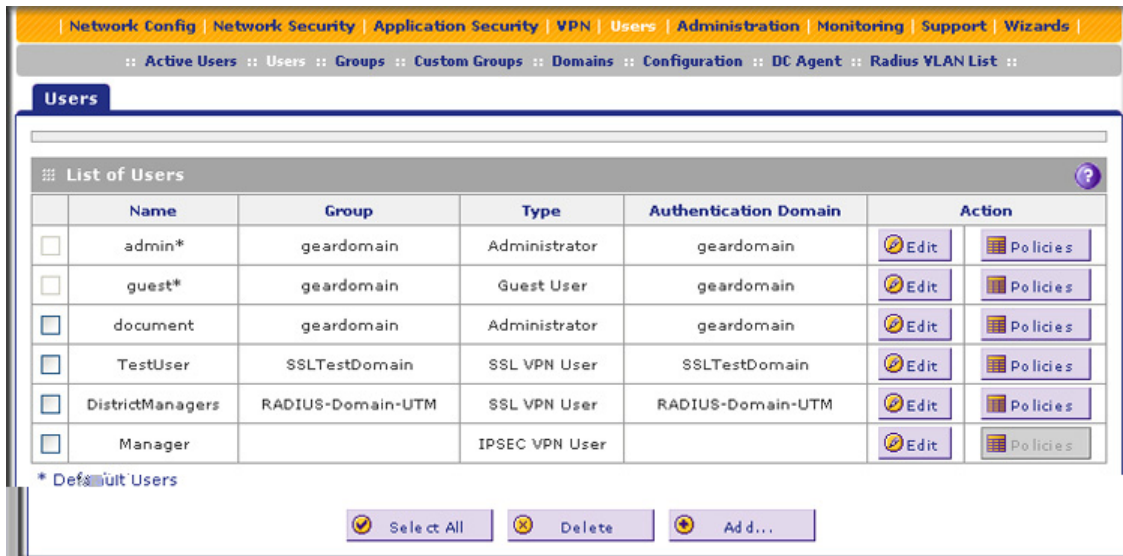 | Network Config | Network Security | Application Security | VPN | Users | Administration | Monitoring | Support | Wizards |
:: Active Users :: Users :: Groups :: Custom Groups :: Domains :: Configuration :: DC Agent :: Radius VLAN List ::
Users
List of Users ?
Name Group Type Authentication Domain Action
admin* geardomain Administrator geardomain Edit Policies
guest* geardomain Guest User geardomain Edit Policies
document geardomain Administrator geardomain Edit Policies
TestUser SSLTestDomain SSL VPN User SSLTestDomain Edit Policies
DistrictManagers RADIUS-Domain-UTM SSL VPN User RADIUS-Domain-UTM Edit Policies
Manager IPSEC VPN User Edit Policies
* Default Users
Select All Delete Add...